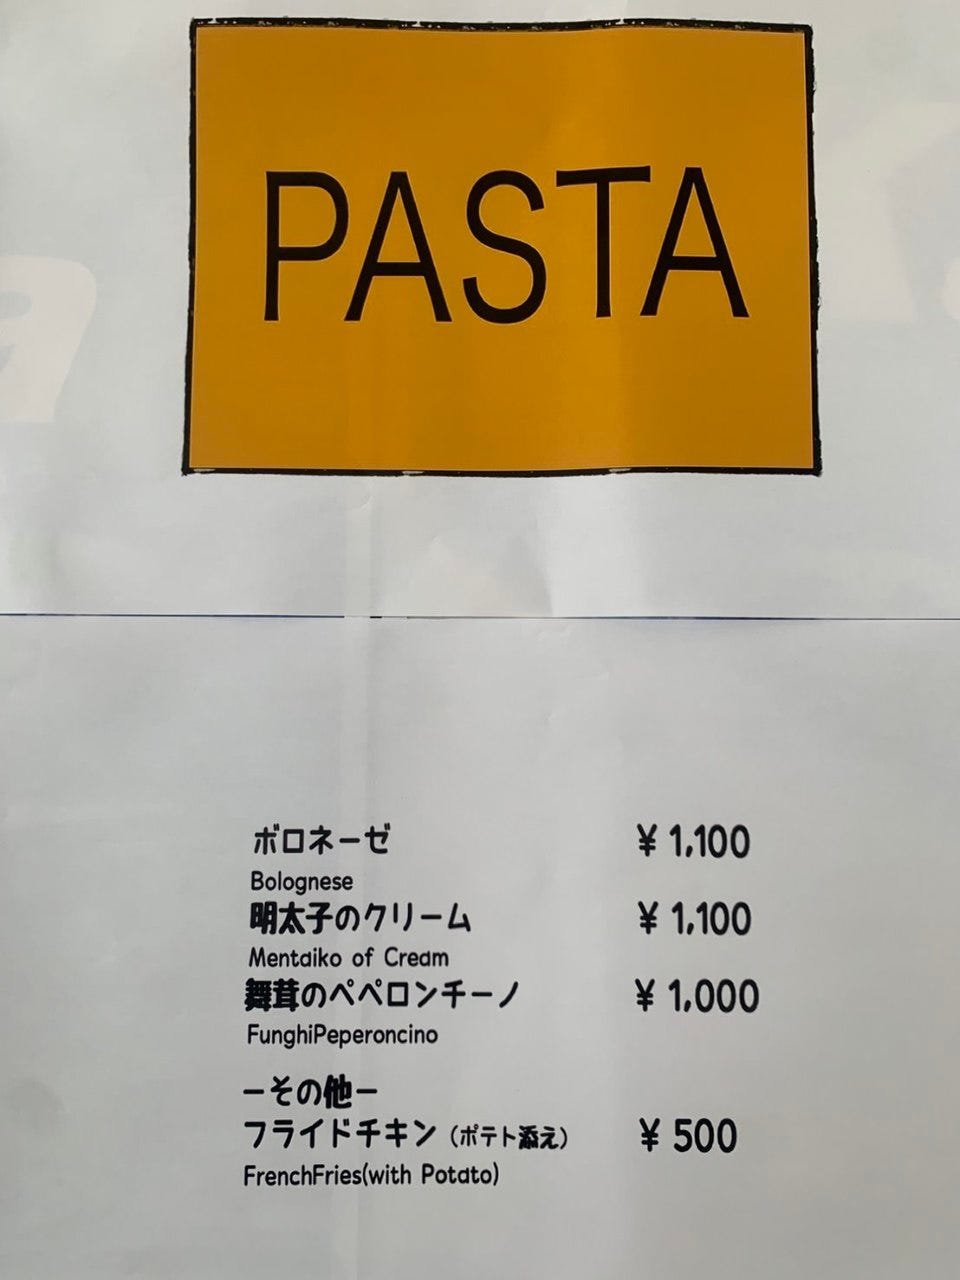 PASTA
ボロネーゼ ¥ 1,100
Bolognese
明太子のクリーム ¥ 1,100
Mentaiko of Cream
舞茸のペペロンチーノ ¥ 1,000
FunghiPeperoncino
ーその他ー
フライドチキン（ポテト添え） ¥ 500
FrenchFries(with Potato)